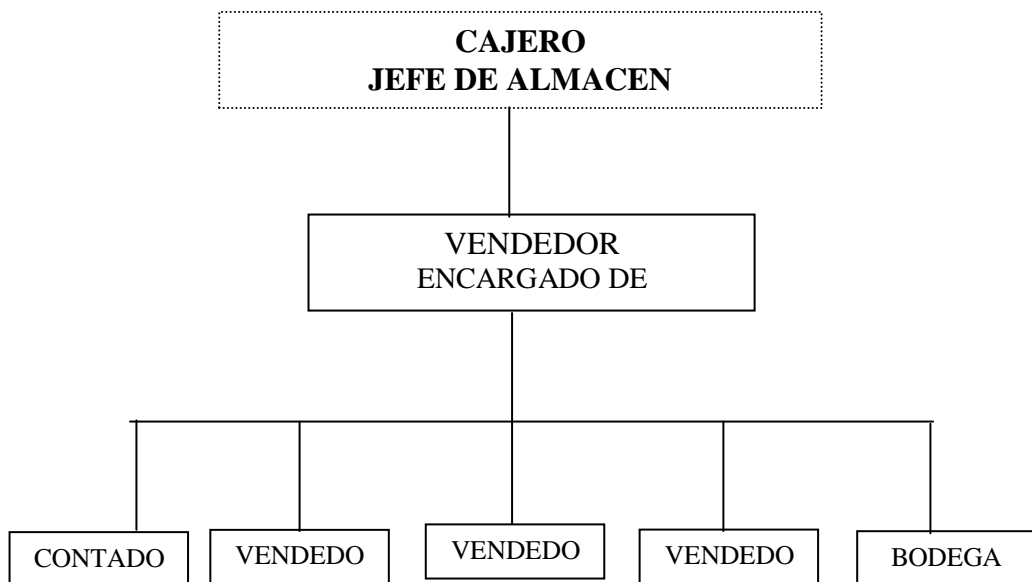 CAJERO
JEFE DE ALMACEN
VENDEDOR
ENCARGADO DE
CONTADO
VENDEDO
VENDEDO
VENDEDO
BODEGA